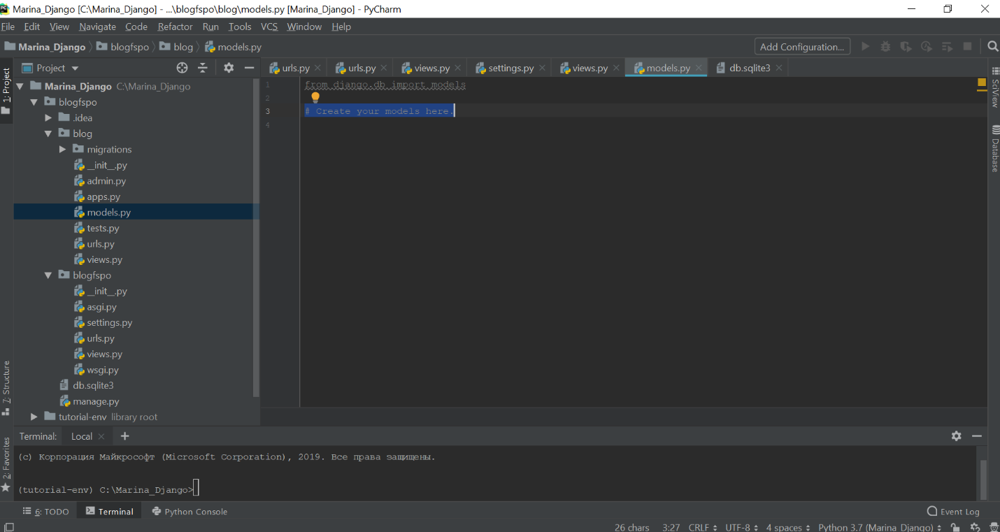 Marina_Django [C:\Marina_Django] - ...\blogfspo\blog\models.py [Marina_Django] - PyCharm
File Edit View Navigate Code Refactor Run Tools VCS Window Help
Marina_Django blogfspo blog models.py Add Configuration...
Project urls.py urls.py views.py settings.py views.py models.py db.sqlite3
1: Project
Marina_Django C:\Marina_Django
blogfspo
.idea
blog
migrations
__init__.py
admin.py
apps.py
models.py
tests.py
urls.py
views.py
blogfspo
__init__.py
asgi.py
settings.py
urls.py
views.py
wsgi.py
db.sqlite3
manage.py
tutorial-env library root
7: Structure
2: Favorites
1 from django.db import models
2
3 # Create your models here.
4
SciView
Database
Terminal: Local +
(c) Корпорация Майкрософт (Microsoft Corporation), 2019. Все права защищены.
(tutorial-env) C:\Marina_Django>
6: TODO Terminal Python Console Event Log
26 chars 3:27 CRLF UTF-8 4 spaces Python 3.7 (Marina_Django)